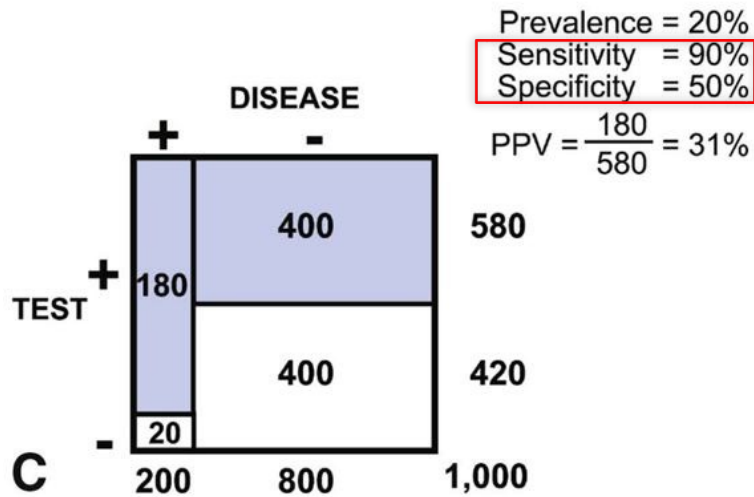 Prevalence = 20%
Sensitivity = 90%
Specificity = 50%
PPV = 180/580 = 31%
DISEASE
+ -
400 580
+ 180
TEST
400 420
- 20
C 200 800 1,000